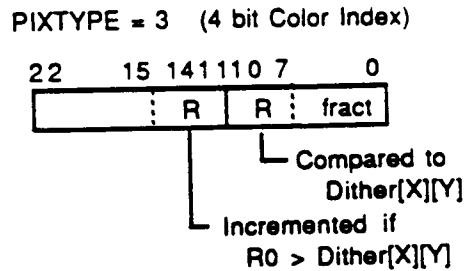 PIXTYPE = 3 (4 bit Color Index)
22 15 14 11 10 7 0
R R fract
Compared to
Dither[X][Y]
Incremented if
R0 > Dither[X][Y]